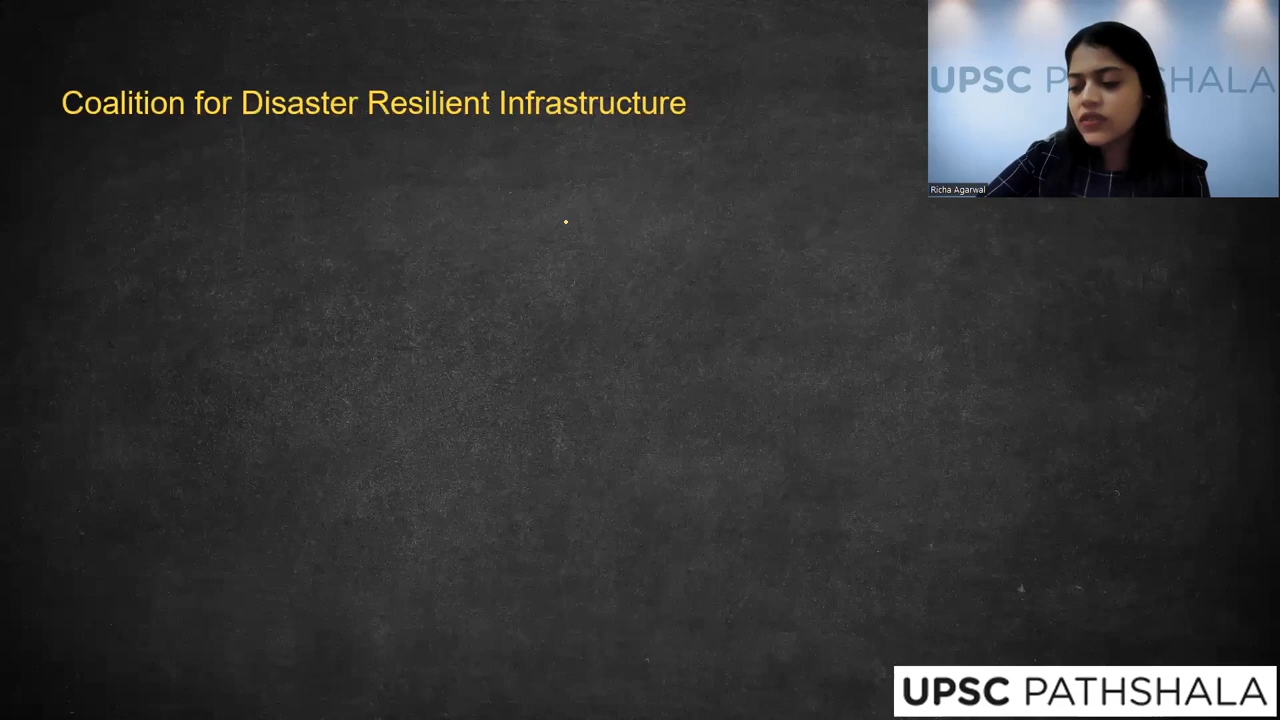 UPSC PATHSHALA
Coalition for Disaster Resilient Infrastructure
Richa Agarwal
UPSC PATHSHALA